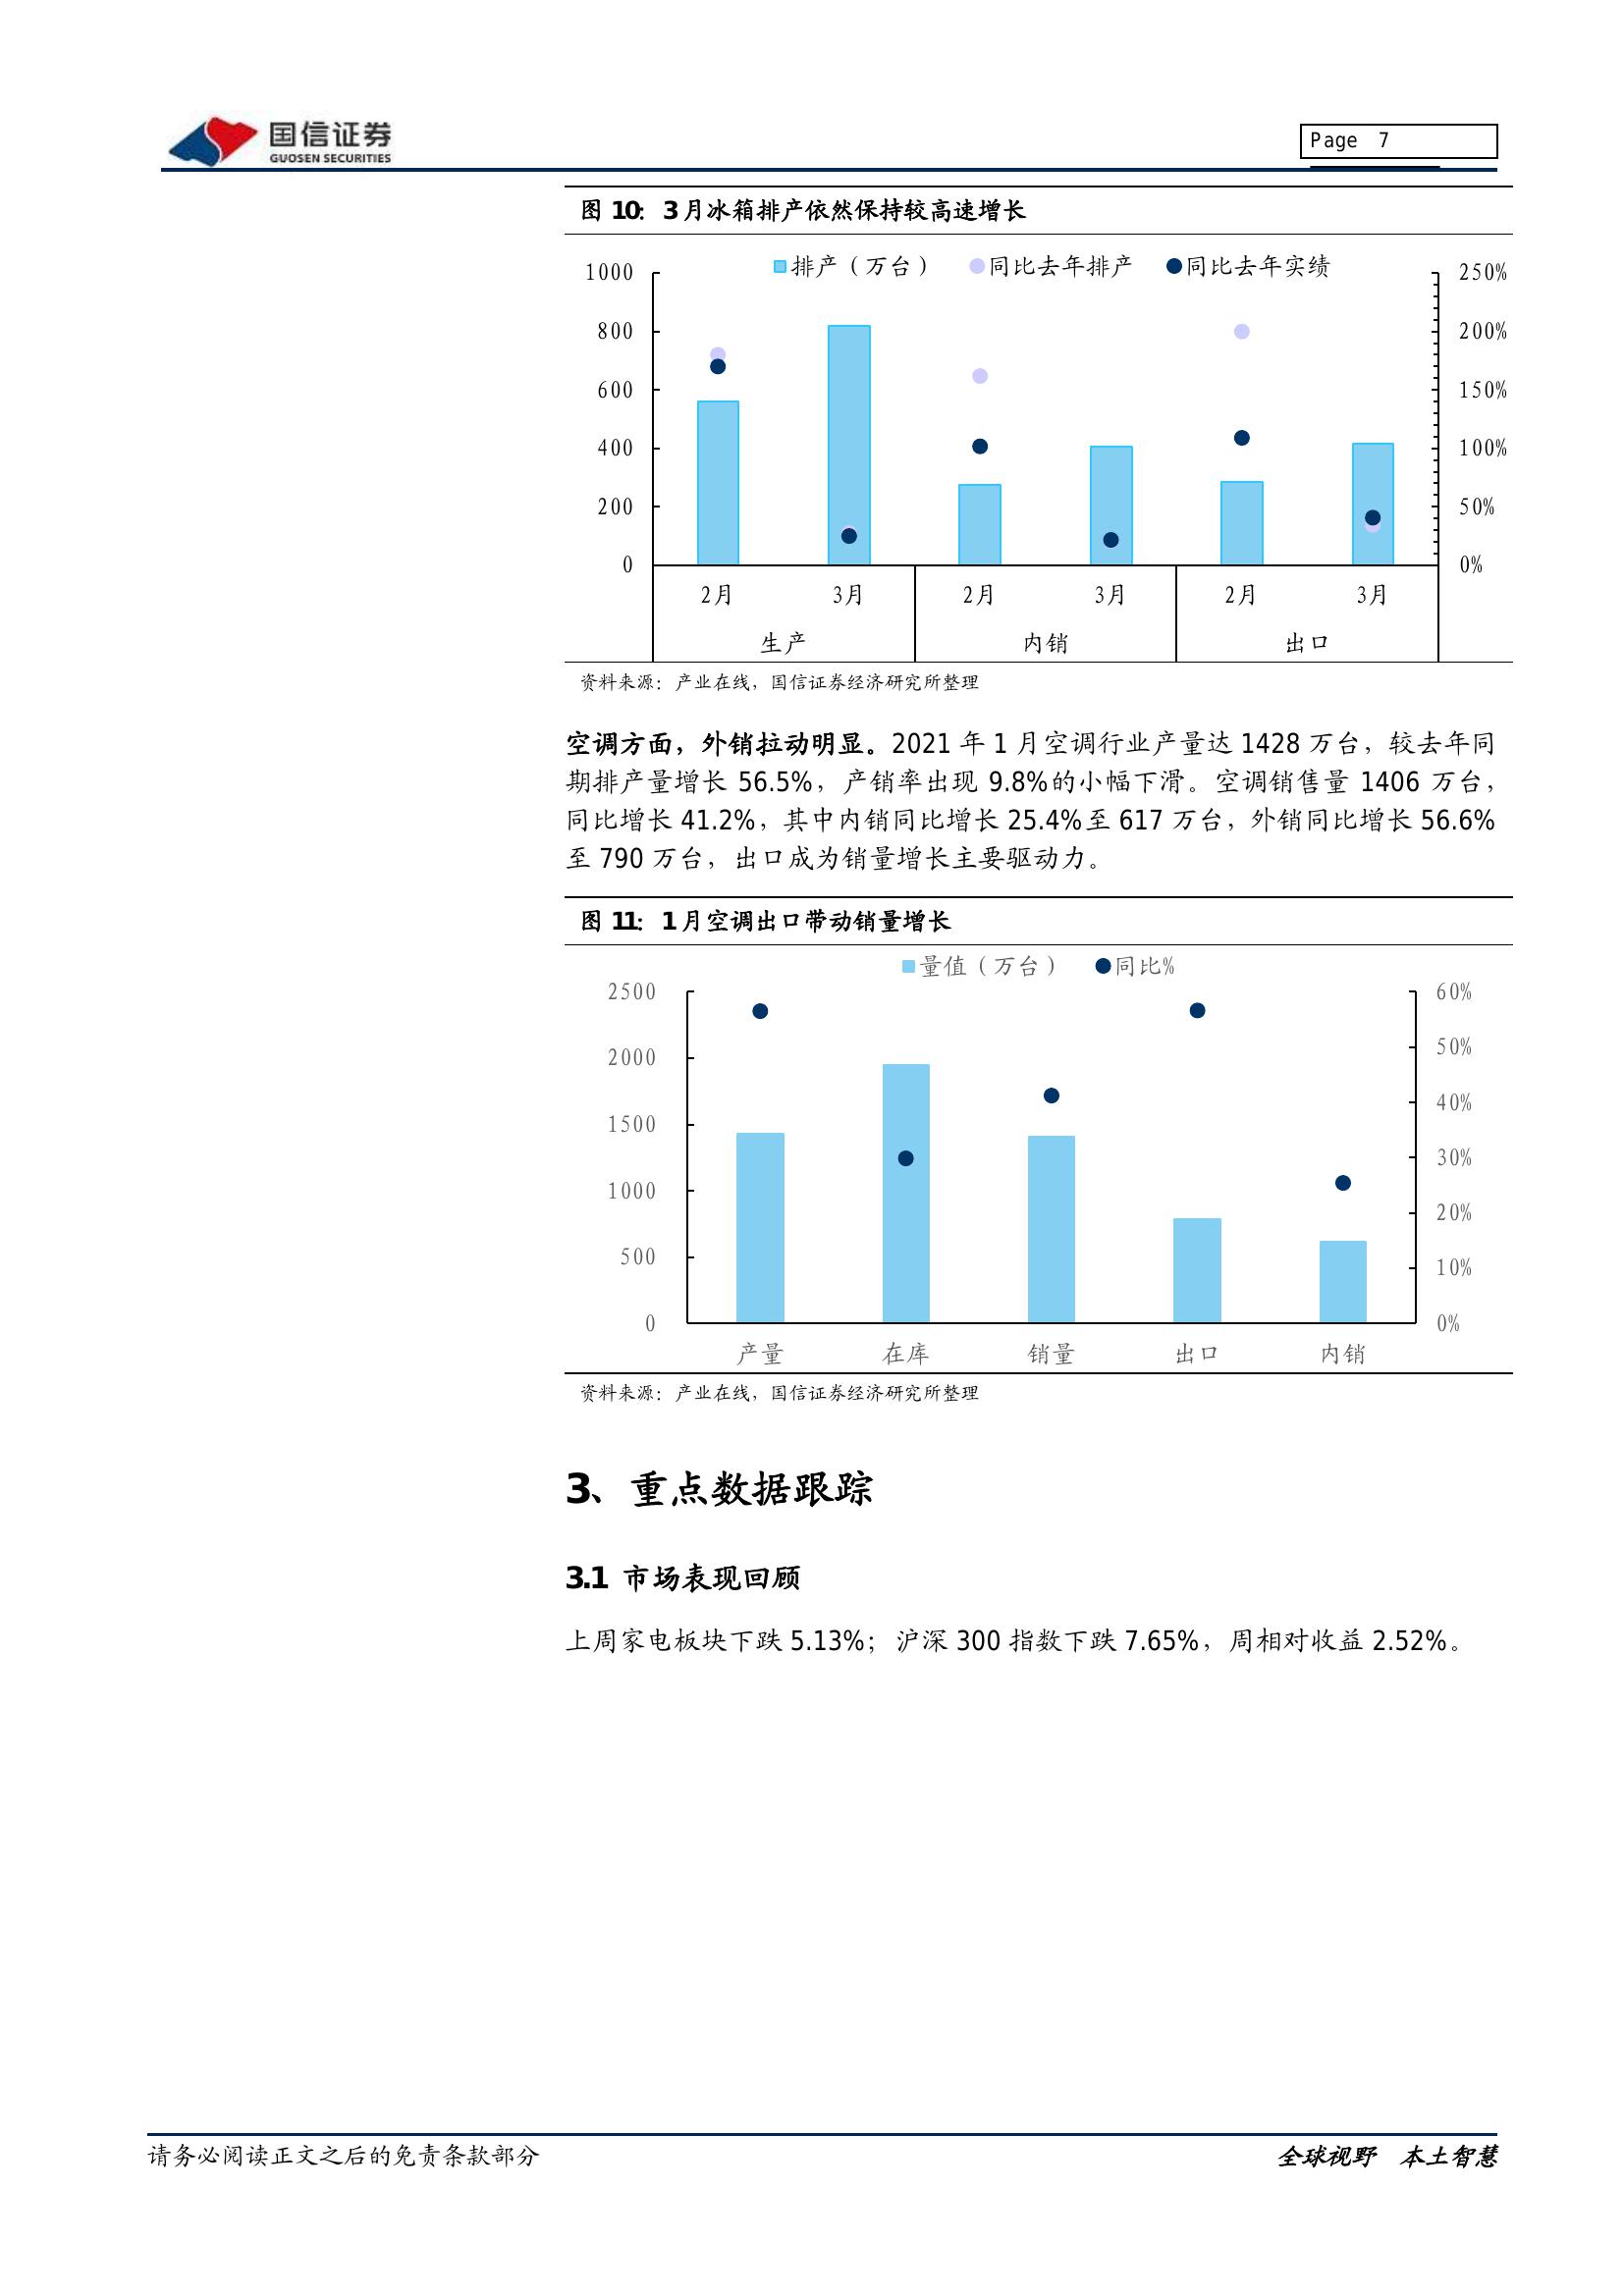 国信证券
GUOSEN SECURITIES
Page 7
图 10：3 月冰箱排产依然保持较高速增长
排产（万台） 同比去年排产 同比去年实绩
1000 250%
800 200%
600 150%
400 100%
200 50%
0 0%
2月 3月 2月 3月 2月 3月
生产 内销 出口
资料来源：产业在线，国信证券经济研究所整理
空调方面，外销拉动明显。2021 年 1 月空调行业产量达 1428 万台，较去年同
期排产量增长 56.5%，产销率出现 9.8%的小幅下滑。空调销售量 1406 万台，
同比增长 41.2%，其中内销同比增长 25.4%至 617 万台，外销同比增长 56.6%
至 790 万台，出口成为销量增长主要驱动力。
图 11：1 月空调出口带动销量增长
量值（万台） 同比%
2500 60%
2000 50%
1500 40%
1000 30%
500 20%
0 10%
0%
产量 在库 销量 出口 内销
资料来源：产业在线，国信证券经济研究所整理
3、重点数据跟踪
3.1 市场表现回顾
上周家电板块下跌 5.13%；沪深 300 指数下跌 7.65%，周相对收益 2.52%。
请务必阅读正文之后的免责条款部分 全球视野 本土智慧